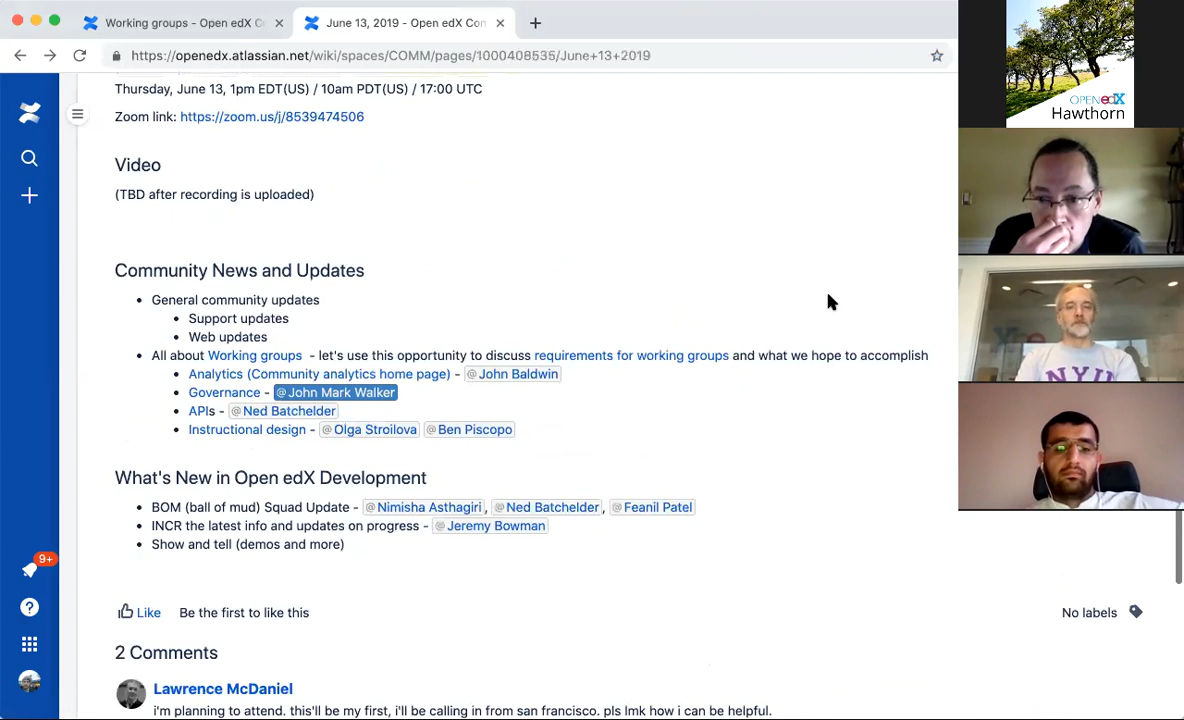 Working groups - Open edX C
June 13, 2019 - Open edX Com
https://openedx.atlassian.net/wiki/spaces/COMM/pages/1000408535/June+13+2019
Thursday, June 13, 1pm EDT(US) / 10am PDT(US) / 17:00 UTC
Zoom link: https://zoom.us/j/8539474506
Video
(TBD after recording is uploaded)
Community News and Updates
General community updates
Support updates
Web updates
All about Working groups - let's use this opportunity to discuss requirements for working groups and what we hope to accomplish
Analytics (Community analytics home page) - @John Baldwin
Governance - @John Mark Walker
APIs - @Ned Batchelder
Instructional design - @Olga Stroilova @Ben Piscopo
What's New in Open edX Development
BOM (ball of mud) Squad Update - @Nimisha Asthagiri, @Ned Batchelder, @Feanil Patel
INCR the latest info and updates on progress - @Jeremy Bowman
Show and tell (demos and more)
9+
Like Be the first to like this
No labels
2 Comments
Lawrence McDaniel
i'm planning to attend. this'll be my first, i'll be calling in from san francisco. pls lmk how i can be helpful.
OPEN edX
Hawthorn
NYU